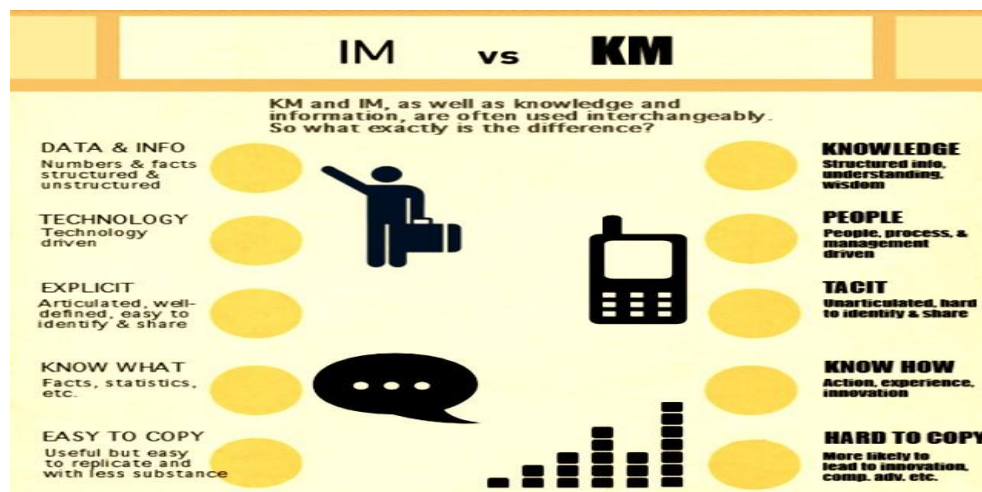 IM vs KM
KM and IM, as well as knowledge and
information, are often used interchangeably.
So what exactly is the difference?
DATA & INFO
Numbers & facts
structured &
unstructured
TECHNOLOGY
Technology
driven
EXPLICIT
Articulated, well-
defined, easy to
identify & share
KNOW WHAT
Facts, statistics,
etc.
EASY TO COPY
Useful but easy
to replicate and
with less substance
KNOWLEDGE
Structured info,
understanding,
wisdom
PEOPLE
People, process, &
management
driven
TACIT
Unarticulated, hard
to identify & share
KNOW HOW
Action, experience,
innovation
HARD TO COPY
More likely to
lead to innovation,
comp. adv. etc.